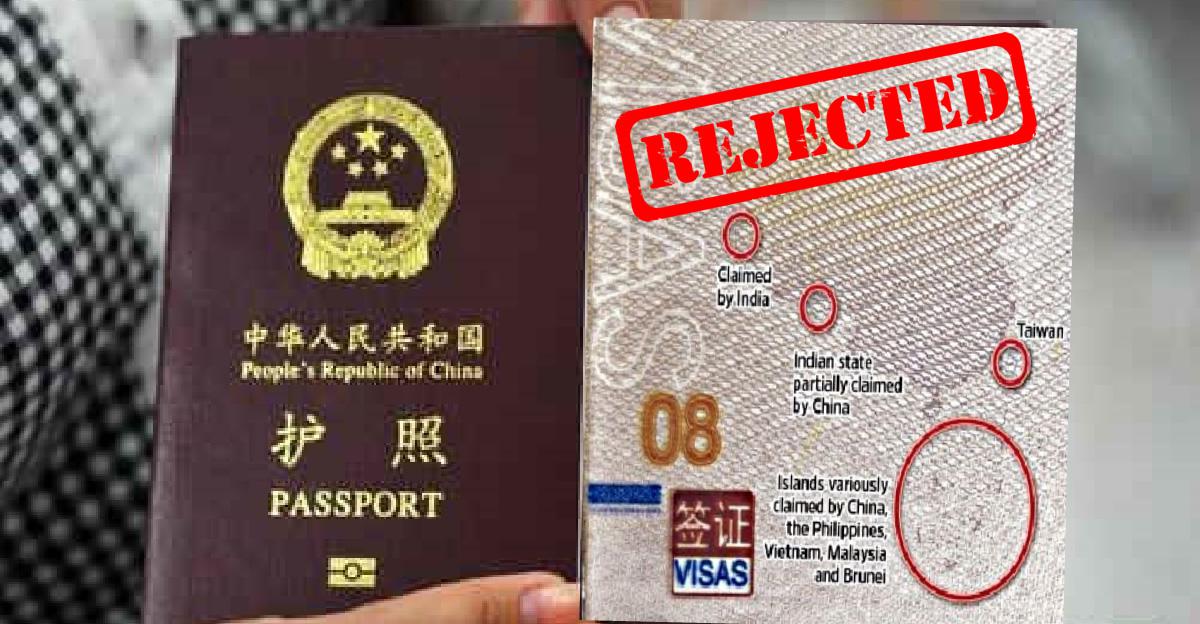 中华人民共和国
People's Republic of China
护 照
PASSPORT
REJECTED
VISAS
Claimed
by India
Taiwan
Indian state
partially claimed
by China
08
Islands variously
claimed by China,
the Philippines,
Vietnam, Malaysia
and Brunei
签证
VISAS